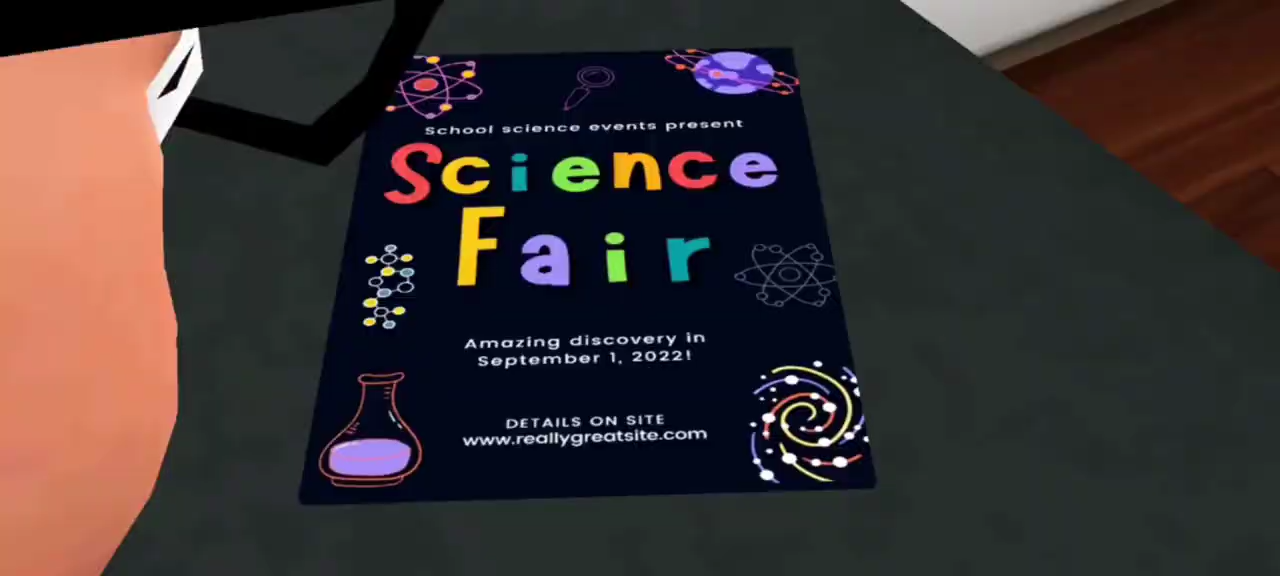 School science events present
Science
Fair
Amazing discovery in
September 1, 2022!
DETAILS ON SITE
www.reallygreatsite.com